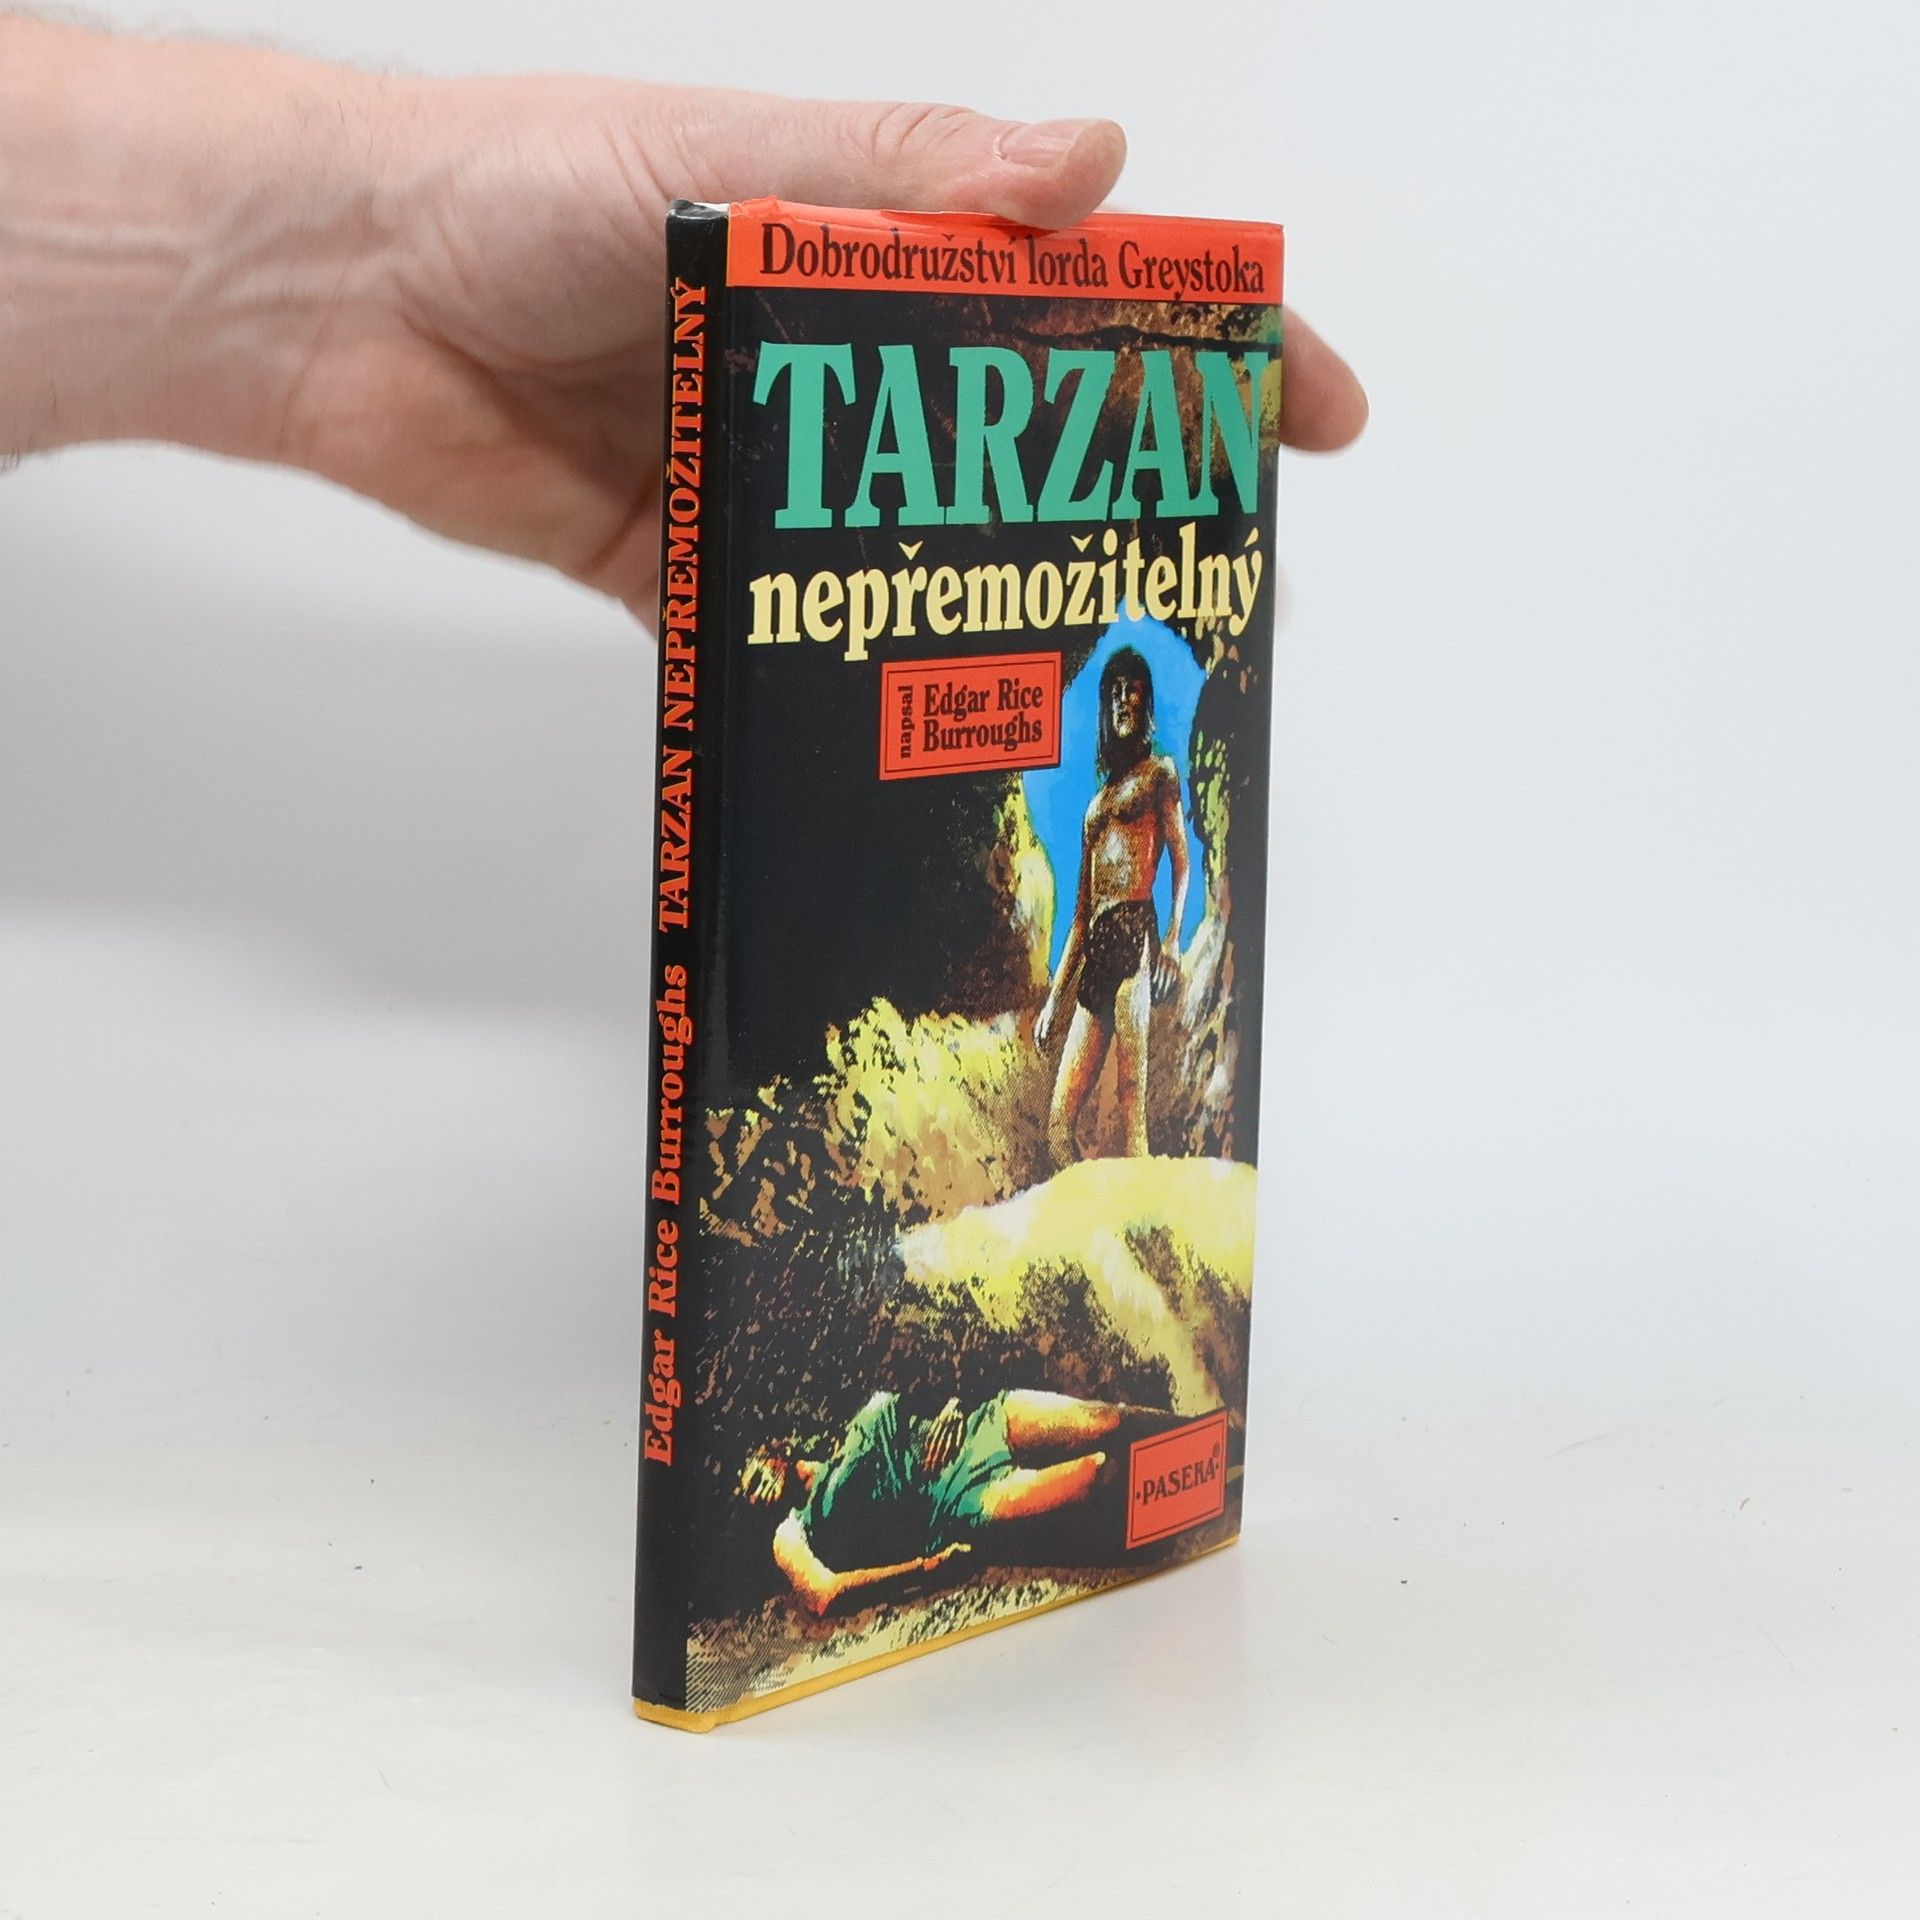 Dobrodružství lorda Greystoka
TARZAN
nepřemožitelný
napsal
Edgar Rice
Burroughs
•PASEKA•®
Edgar Rice Burroughs TARZAN NEPŘEMOŽITELNÝ